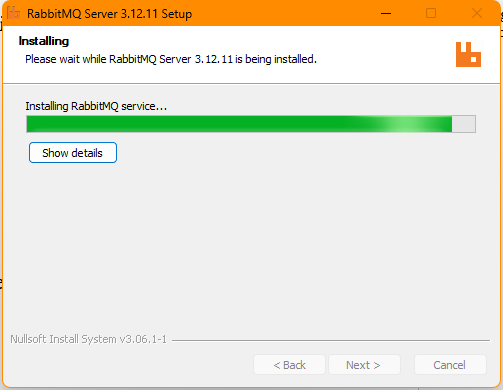 RabbitMQ Server 3.12.11 Setup
Installing
Please wait while RabbitMQ Server 3.12.11 is being installed.
Installing RabbitMQ service...
Show details
Nullsoft Install System v3.06.1-1
< Back
Next >
Cancel